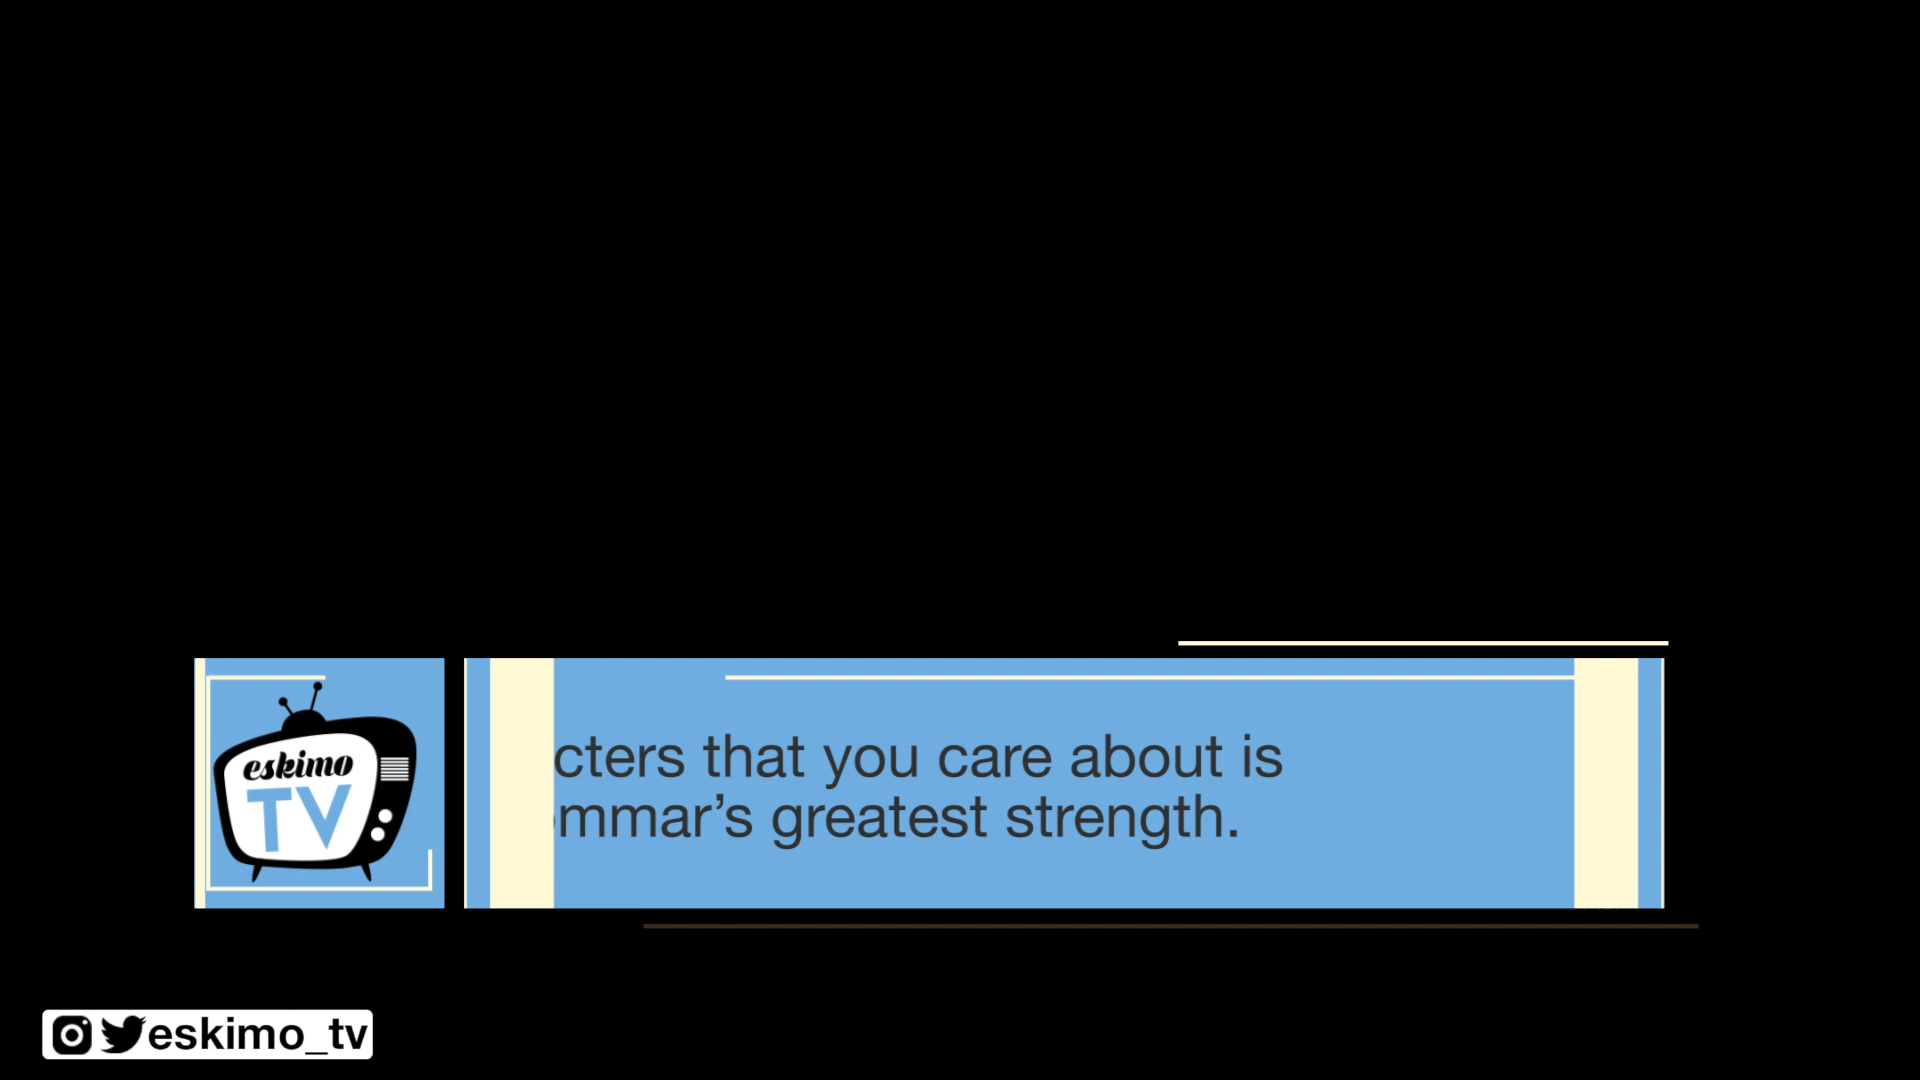 eskimo
TV
cters that you care about is
mmar’s greatest strength.
eskimo_tv